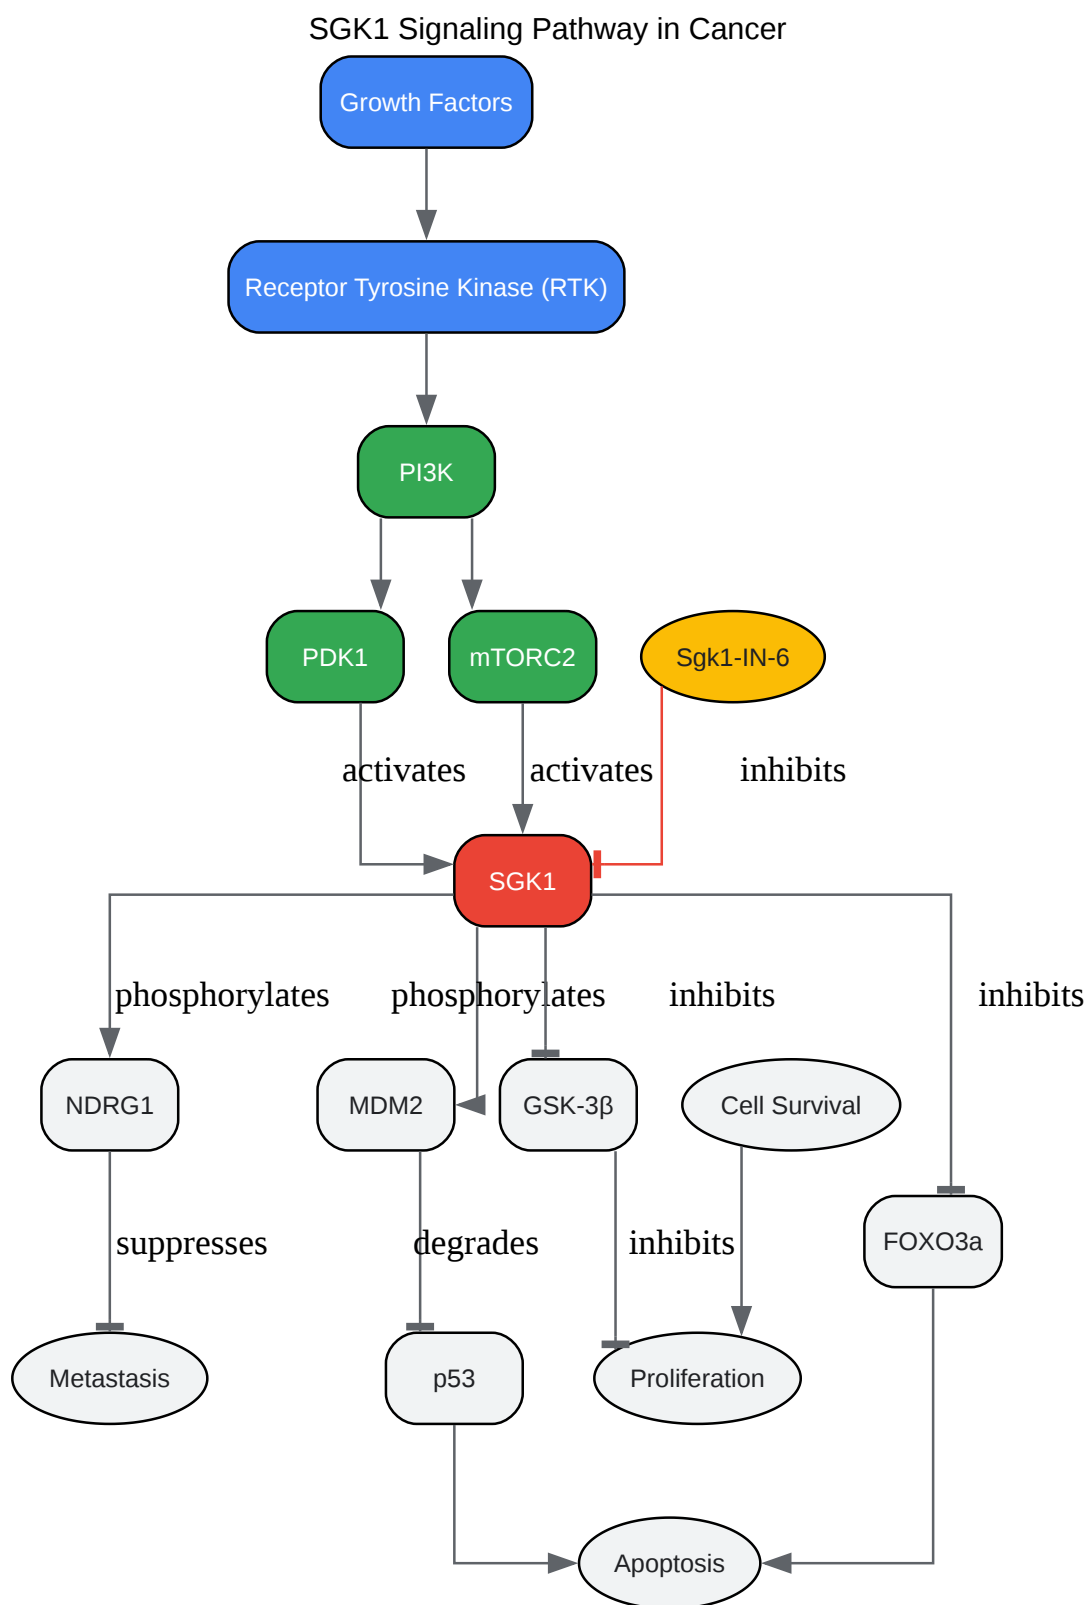 SGK1 Signaling Pathway in Cancer
Growth Factors
Receptor Tyrosine Kinase (RTK)
PI3K
PDK1
mTORC2
Sgk1-IN-6
activates
activates
inhibits
SGK1
phosphorylates
phosphorylates
inhibits
inhibits
NDRG1
MDM2
GSK-3β
Cell Survival
suppresses
degrades
inhibits
FOXO3a
Metastasis
p53
Proliferation
Apoptosis